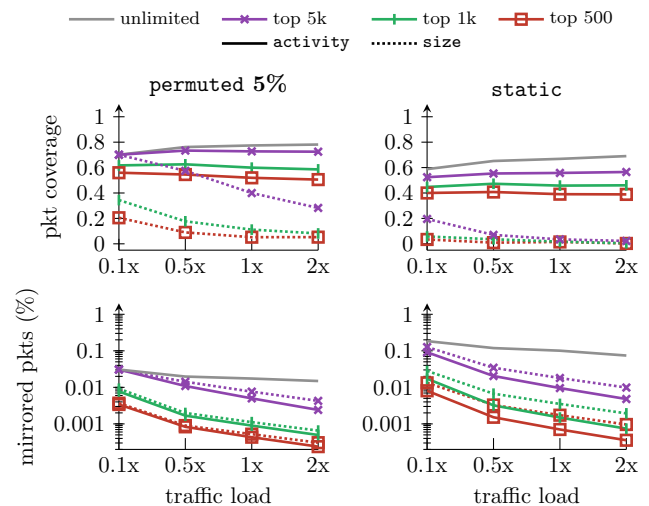 unlimited top 5k top 1k top 500
activity size
permuted 5% static
pkt coverage
1 1
0.8 0.8
0.6 0.6
0.4 0.4
0.2 0.2
0 0
0.1x 0.5x 1x 2x 0.1x 0.5x 1x 2x
mirrored pkts (%)
1 1
0.1 0.1
0.01 0.01
0.001 0.001
0.1x 0.5x 1x 2x 0.1x 0.5x 1x 2x
traffic load traffic load